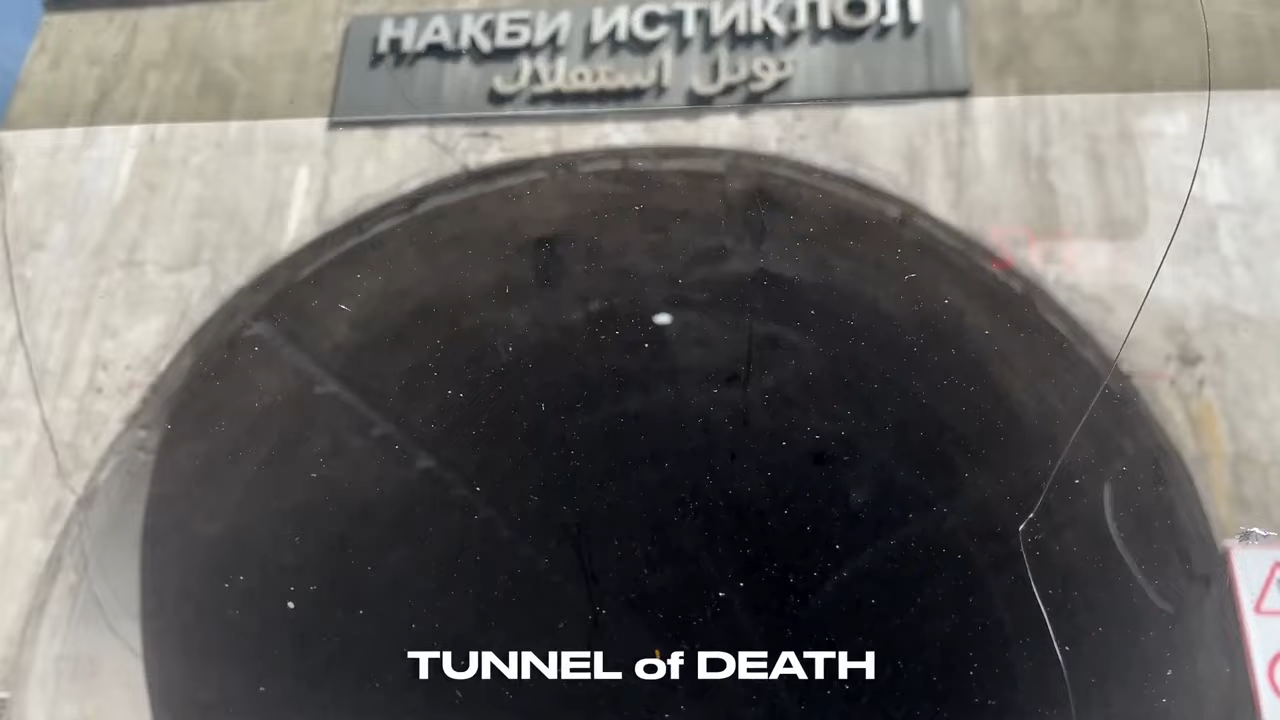 НАҚБИ ИСТИҚЛОЛ
تونل استقلال
TUNNEL of DEATH